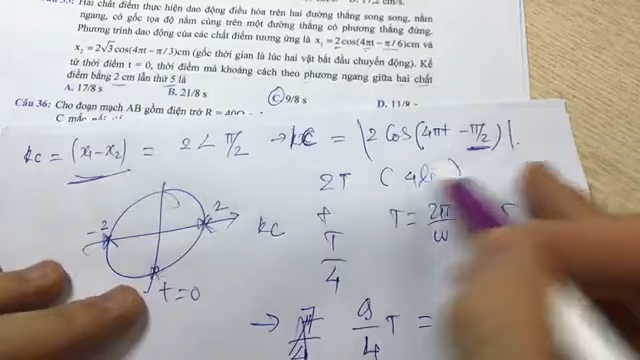 Hai chất điểm thực hiện dao động điều hòa trên hai đường thẳng song song, nằm
ngang, có gốc tọa độ nằm cùng trên một đường thẳng có phương thẳng đứng.
Phương trình dao động của các chất điểm tương ứng là x₁ = 2cos(4πt - π/6)cm và
x₂ = 2√3cos(4πt - π/3)cm (gốc thời gian là lúc hai vật bắt đầu chuyển động). Kể
từ thời điểm t = 0, thời điểm mà khoảng cách theo phương ngang giữa hai chất
điểm bằng 2 cm lần thứ 5 là
A. 17/8 s B. 21/8 s C 9/8 s D. 11/9
Câu 36: Cho đoạn mạch AB gồm điện trở R =
C mắc
kc = (x₁ - x₂) = 2 ∠ π/2 → kc = |2 cos(4πt - π/2)|.
2T (4l
-2 2 kc + T/4 T = 2π/ω
t = 0
→ 9/4 T =